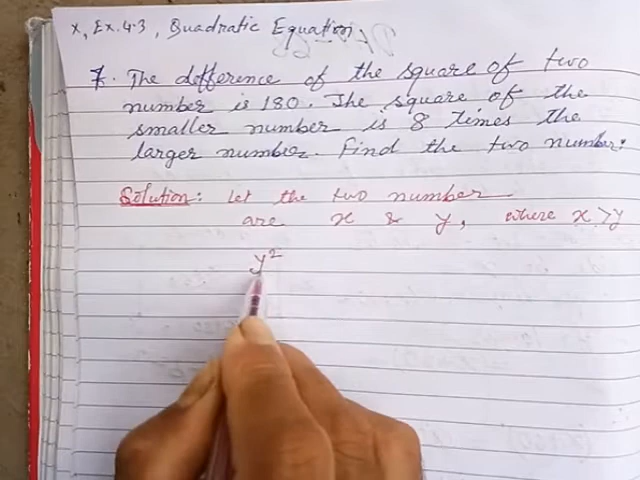 X, Ex. 4.3, Quadratic Equation
7. The difference of the square of two
number is 180. The square of the
smaller number is 8 times the
larger number. Find the two number.
Solution: Let the two number
are x & y, where x > y
y²